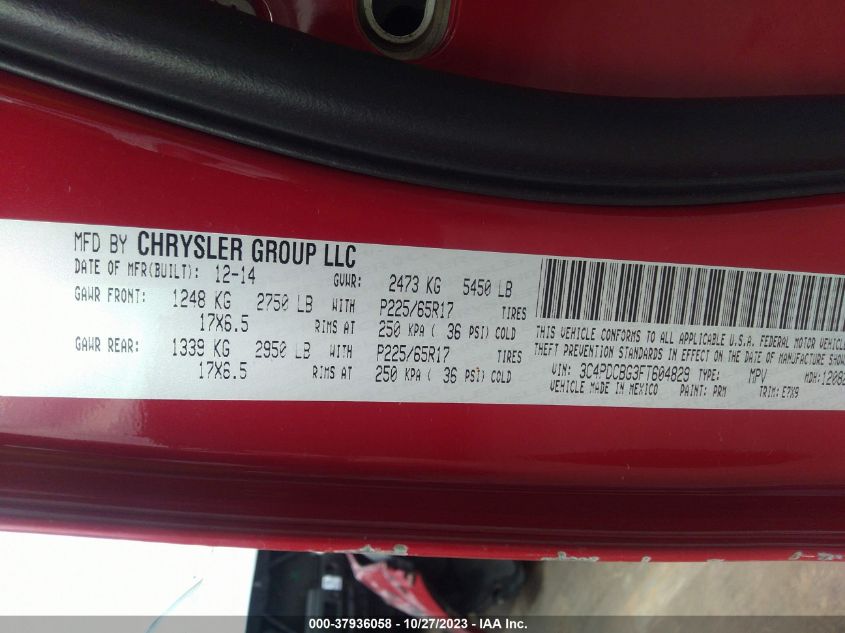 MFD BY CHRYSLER GROUP LLC
DATE OF MFR(BUILT): 12-14 GVWR: 2473 KG 5450 LB
GAWR FRONT: 1248 KG 2750 LB WITH P225/65R17 TIRES
17X6.5 RIMS AT 250 KPA ( 36 PSI) COLD
GAWR REAR: 1339 KG 2950 LB WITH P225/65R17 TIRES
17X6.5 RIMS AT 250 KPA ( 36 PSI) COLD
THIS VEHICLE CONFORMS TO ALL APPLICABLE U.S.A. FEDERAL MOTOR VEHICLE
THEFT PREVENTION STANDARDS IN EFFECT ON THE DATE OF MANUFACTURE SHOW
VIN: 3C4PDCBG3FT604829 TYPE: MPV MDH: 12082
VEHICLE MADE IN MEXICO PAINT: PRM TRIM: E7X9
000-37936058 - 10/27/2023 - IAA Inc.